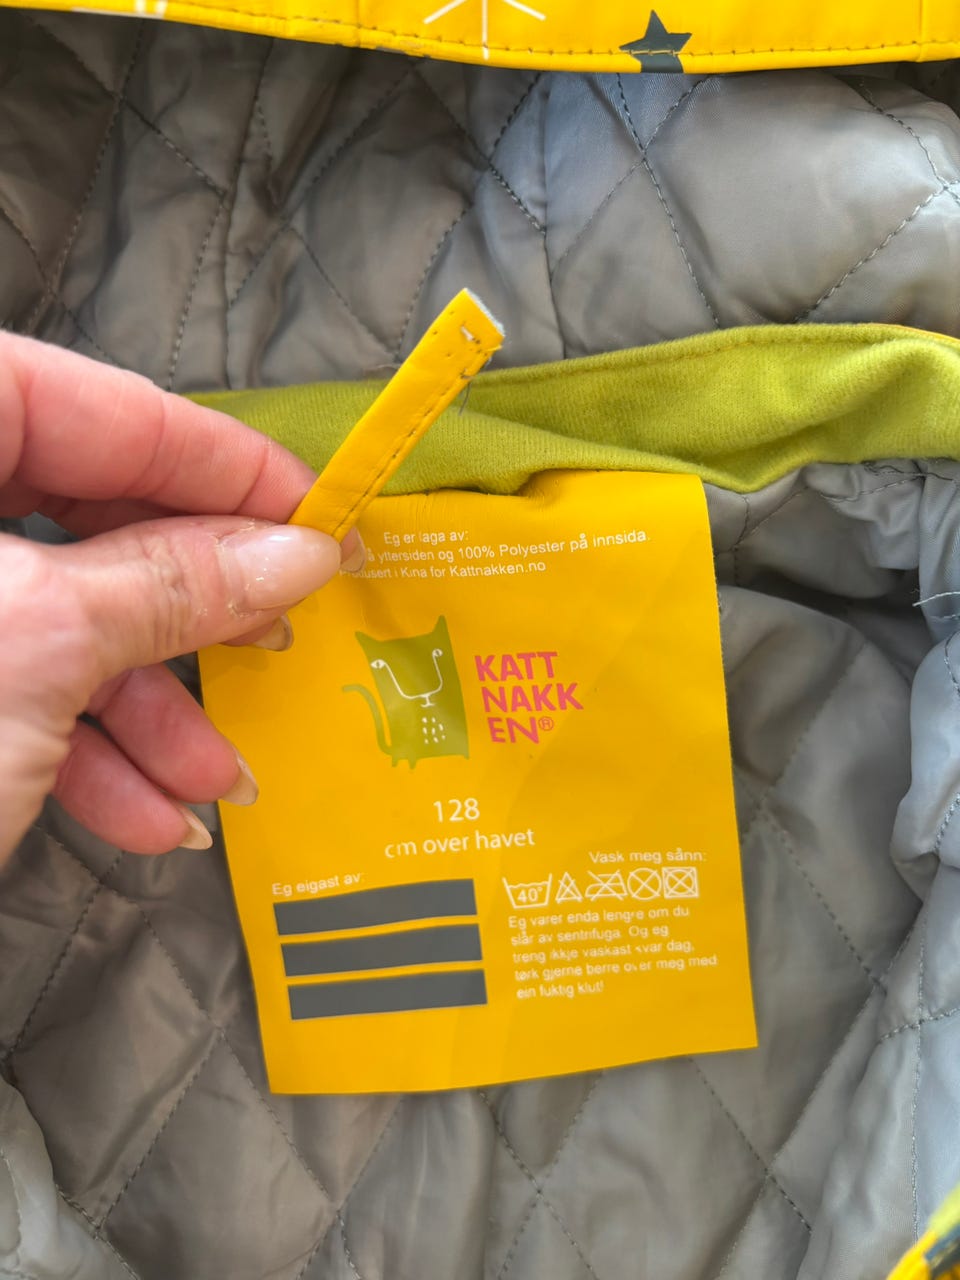 Eg er laga av:
yttersiden og 100% Polyester på innsida.
Produsert i Kina for Kattnakken.no
KATT
NAKK
EN®
128
cm over havet
Eg eigast av:
Vask meg sånn:
40°
Eg varer enda lengre om du
slår av sentrifuga. Og eg
treng ikkje vaskast kvar dag,
tørk gjerne berre over meg med
ein fuktig klut!